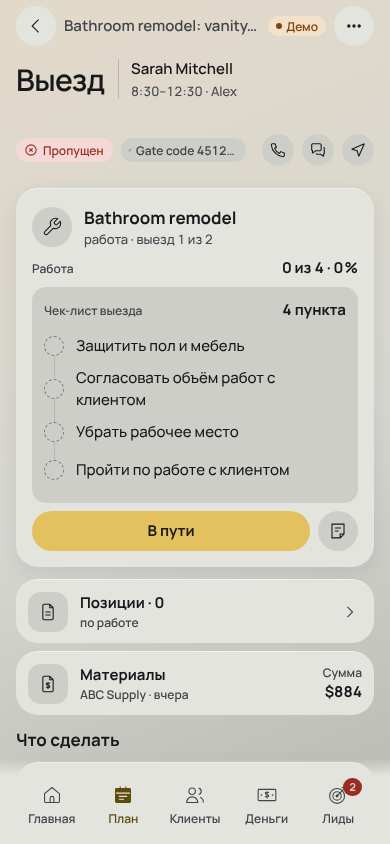 Bathroom remodel: vanity...
Демо
Выезд
Sarah Mitchell
8:30–12:30 · Alex
Пропущен
· Gate code 4512...
Bathroom remodel
работа · выезд 1 из 2
Работа
0 из 4 · 0 %
Чек-лист выезда
4 пункта
Защитить пол и мебель
Согласовать объём работ с
клиентом
Убрать рабочее место
Пройти по работе с клиентом
В пути
Позиции · 0
по работе
Материалы
ABC Supply · вчера
Сумма
$884
Что сделать
2
Главная
План
Клиенты
Деньги
Лиды